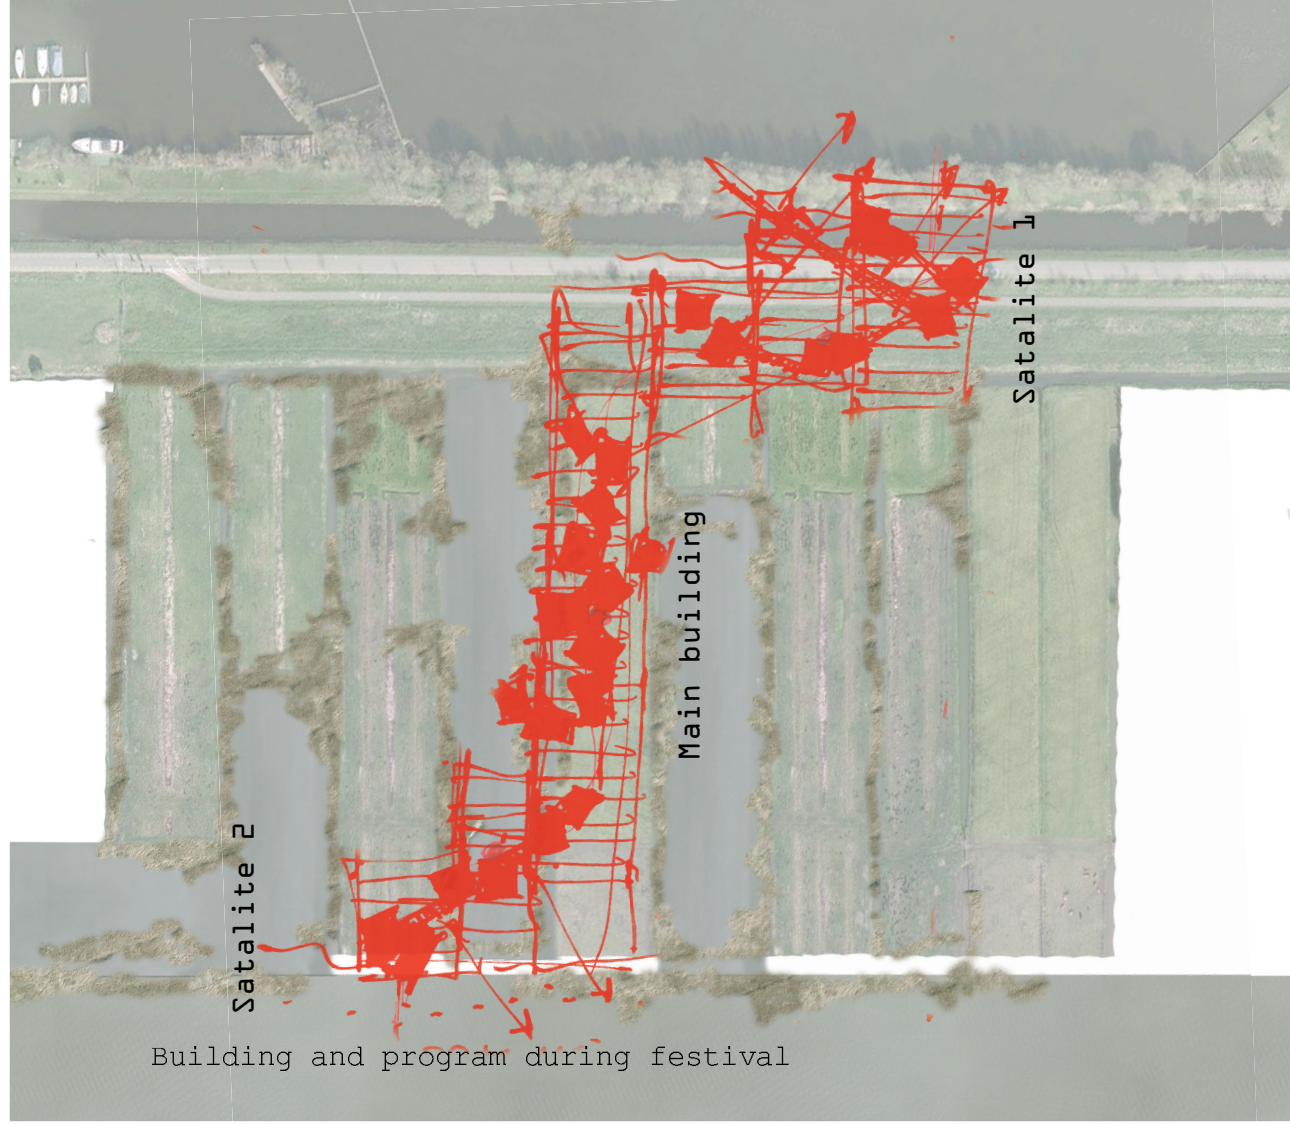 Satalite 1
Main building
Satalite 2
Building and program during festival